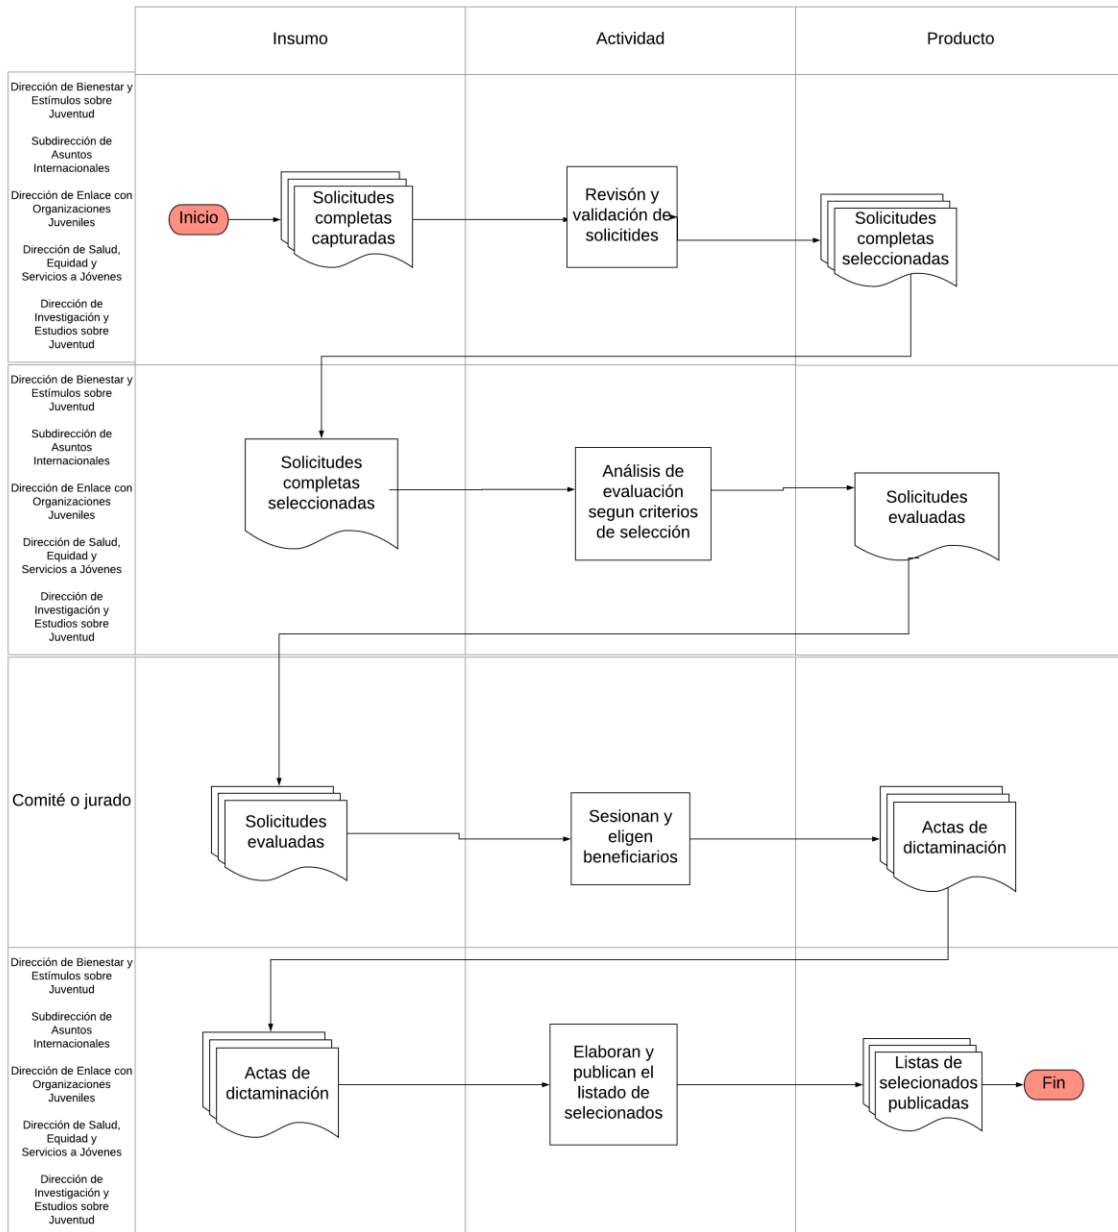 Insumo
Actividad
Producto
Dirección de Bienestar y
Estímulos sobre
Juventud
Subdirección de
Asuntos
Internacionales
Dirección de Enlace con
Organizaciones
Juveniles
Dirección de Salud,
Equidad y
Servicios a Jóvenes
Dirección de
Investigación y
Estudios sobre
Juventud
Inicio
Solicitudes
completas
capturadas
Revisón y
validación de
solicitides
Solicitudes
completas
seleccionadas
Dirección de Bienestar y
Estímulos sobre
Juventud
Subdirección de
Asuntos
Internacionales
Dirección de Enlace con
Organizaciones
Juveniles
Dirección de Salud,
Equidad y
Servicios a Jóvenes
Dirección de
Investigación y
Estudios sobre
Juventud
Solicitudes
completas
seleccionadas
Análisis de
evaluación
segun criterios
de selección
Solicitudes
evaluadas
Comité o jurado
Solicitudes
evaluadas
Sesionan y
eligen
beneficiarios
Actas de
dictaminación
Dirección de Bienestar y
Estímulos sobre
Juventud
Subdirección de
Asuntos
Internacionales
Dirección de Enlace con
Organizaciones
Juveniles
Dirección de Salud,
Equidad y
Servicios a Jóvenes
Dirección de
Investigación y
Estudios sobre
Juventud
Actas de
dictaminación
Elaboran y
publican el
listado de
selecionados
Listas de
selecionados
publicadas
Fin